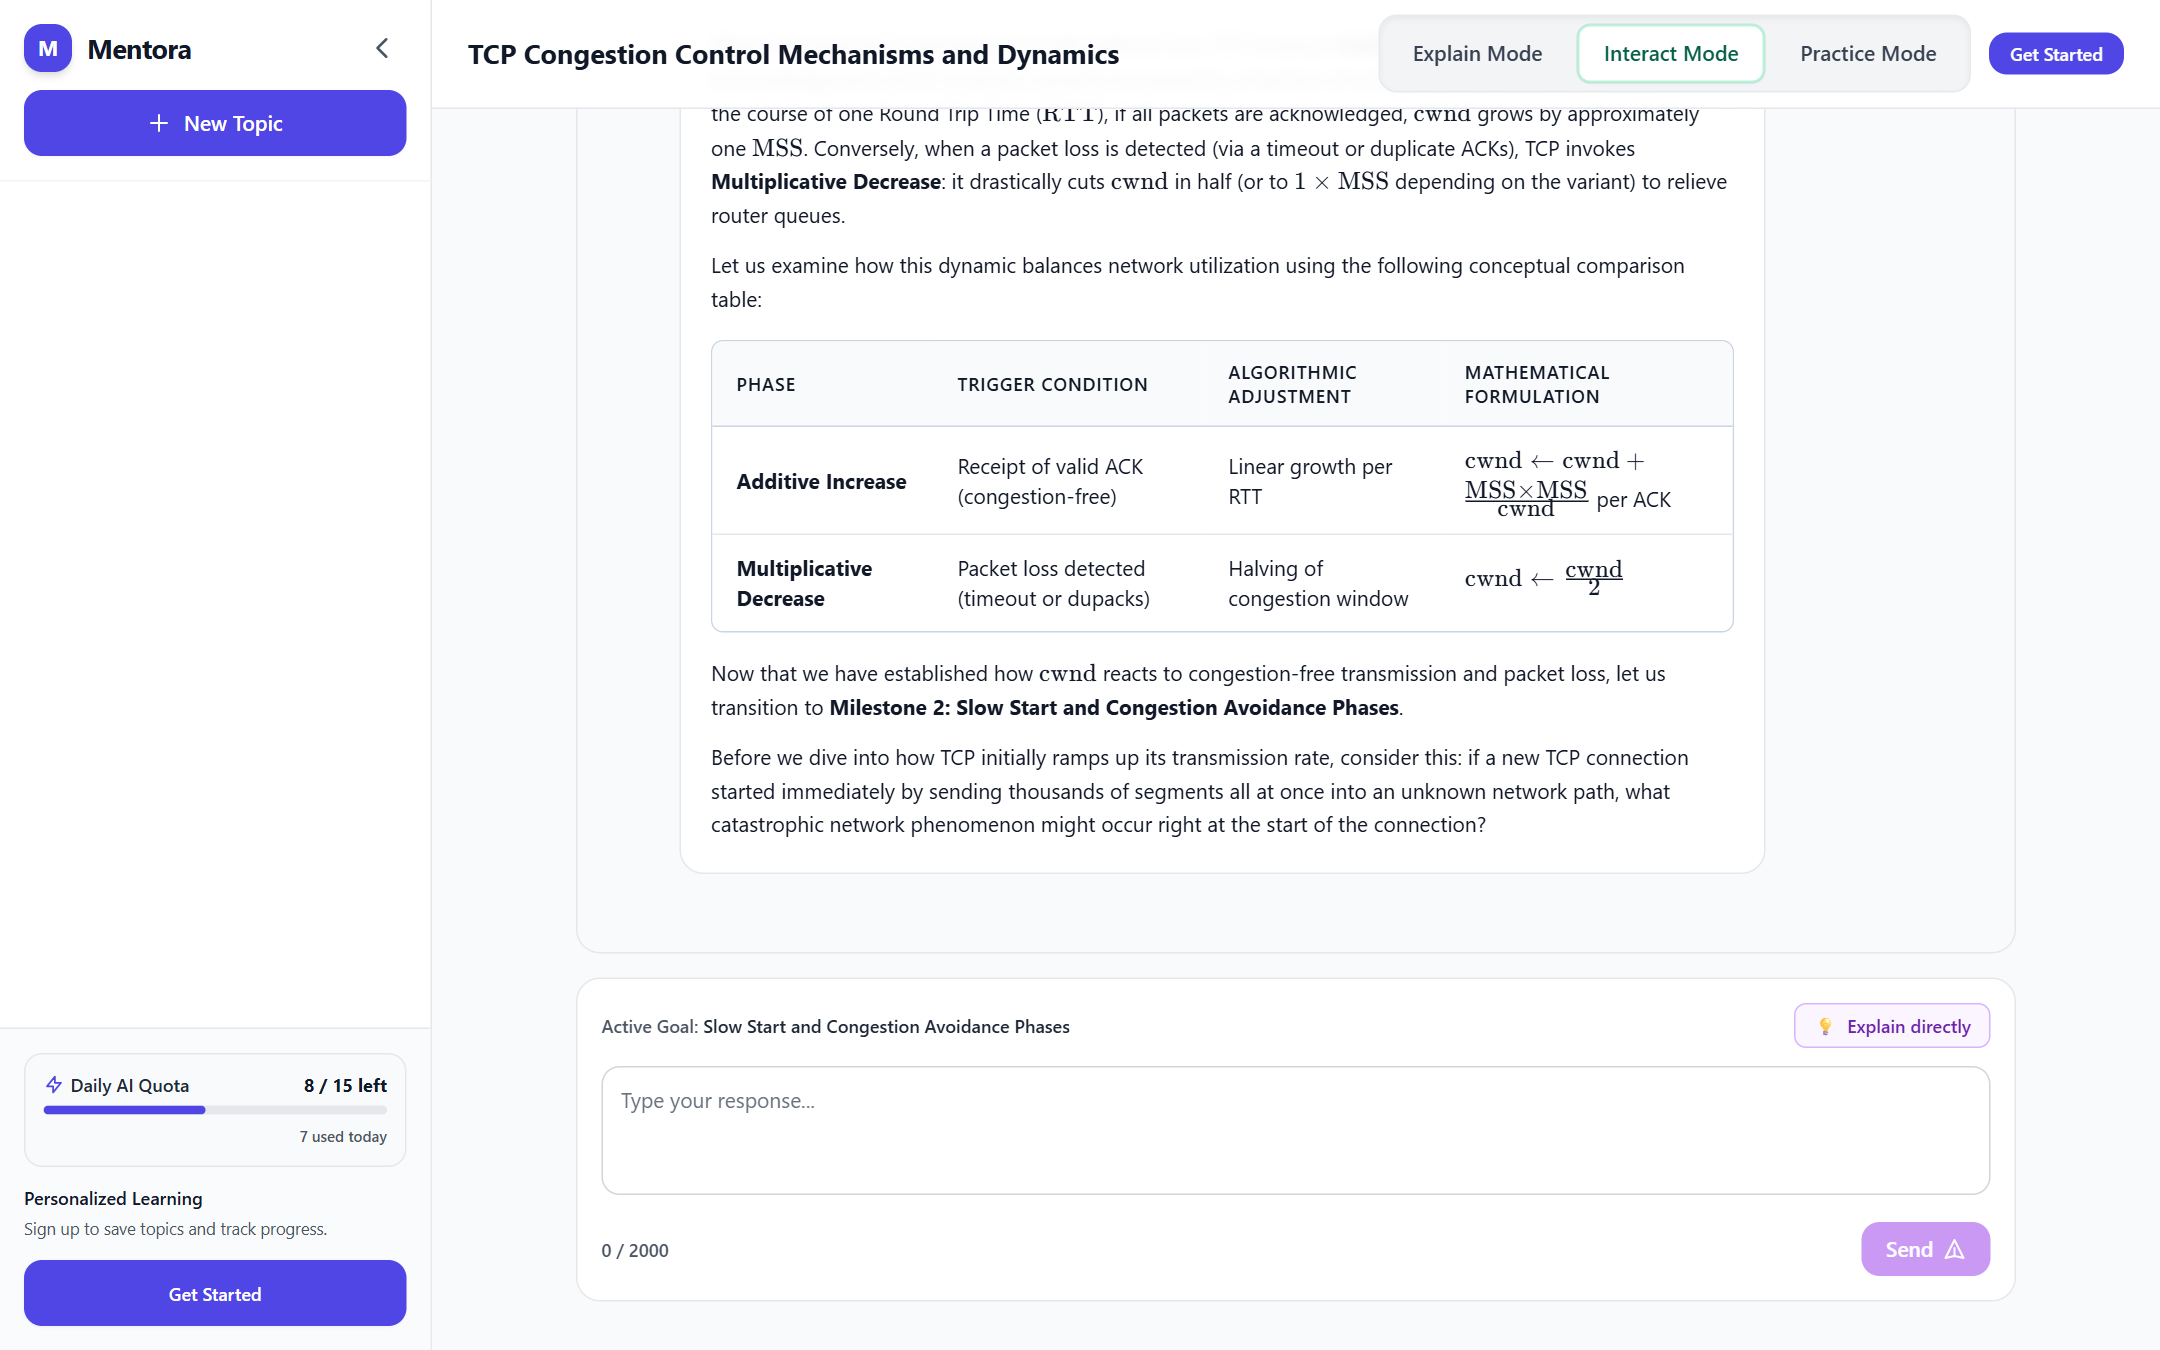 M Mentora
New Topic
Daily AI Quota 8 / 15 left
7 used today
Personalized Learning
Sign up to save topics and track progress.
Get Started
TCP Congestion Control Mechanisms and Dynamics
Explain Mode Interact Mode Practice Mode Get Started
the course of one Round Trip Time (RTT), if all packets are acknowledged, cwnd grows by approximately
one MSS. Conversely, when a packet loss is detected (via a timeout or duplicate ACKs), TCP invokes
Multiplicative Decrease: it drastically cuts cwnd in half (or to 1 × MSS depending on the variant) to relieve
router queues.
Let us examine how this dynamic balances network utilization using the following conceptual comparison
table:
PHASE TRIGGER CONDITION ALGORITHMIC ADJUSTMENT MATHEMATICAL FORMULATION
Additive Increase Receipt of valid ACK (congestion-free) Linear growth per RTT cwnd ← cwnd + MSS×MSS / cwnd per ACK
Multiplicative Decrease Packet loss detected (timeout or dupacks) Halving of congestion window cwnd ← cwnd / 2
Now that we have established how cwnd reacts to congestion-free transmission and packet loss, let us
transition to Milestone 2: Slow Start and Congestion Avoidance Phases.
Before we dive into how TCP initially ramps up its transmission rate, consider this: if a new TCP connection
started immediately by sending thousands of segments all at once into an unknown network path, what
catastrophic network phenomenon might occur right at the start of the connection?
Active Goal: Slow Start and Congestion Avoidance Phases
Explain directly
Type your response...
0 / 2000
Send